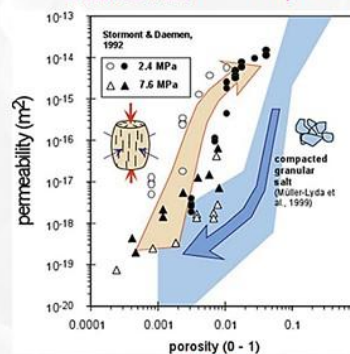 10-13
10-14
10-15
10-16
10-17
10-18
10-19
10-20
permeability (m2)
Stormont & Daemen,
1992
2.4 MPa
7.6 MPa
compacted
granular
salt
(Müller-Lyda
et al., 1999)
0.0001
0.001
0.01
0.1
porosity (0 - 1)